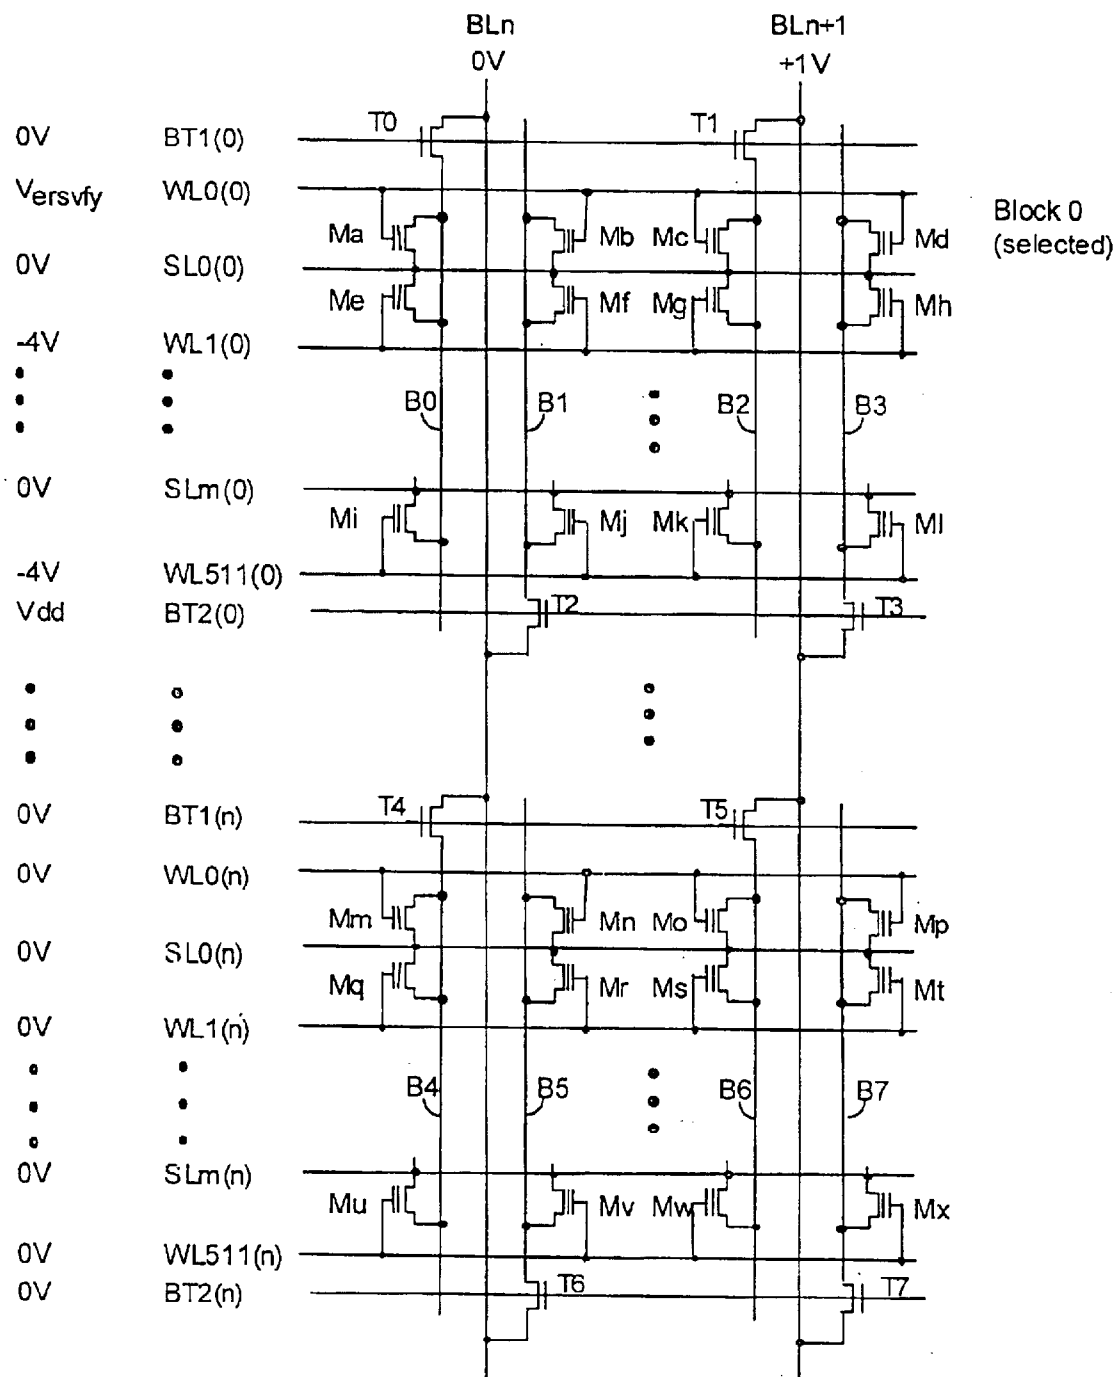 BLn BLn+1
0V +1V
T0 T1
0V BT1(0)
Versvfy WL0(0)
Block 0
(selected)
Ma Mb Mc Md
0V SL0(0)
Me Mf Mg Mh
-4V WL1(0)
B0 B1 B2 B3
0V SLm(0)
Mi Mj Mk Ml
-4V WL511(0)
Vdd BT2(0) T2 T3
T4 T5
0V BT1(n)
0V WL0(n)
Mm Mn Mo Mp
0V SL0(n)
Mq Mr Ms Mt
0V WL1(n)
B4 B5 B6 B7
0V SLm(n)
Mu Mv Mw Mx
0V WL511(n)
0V BT2(n) T6 T7